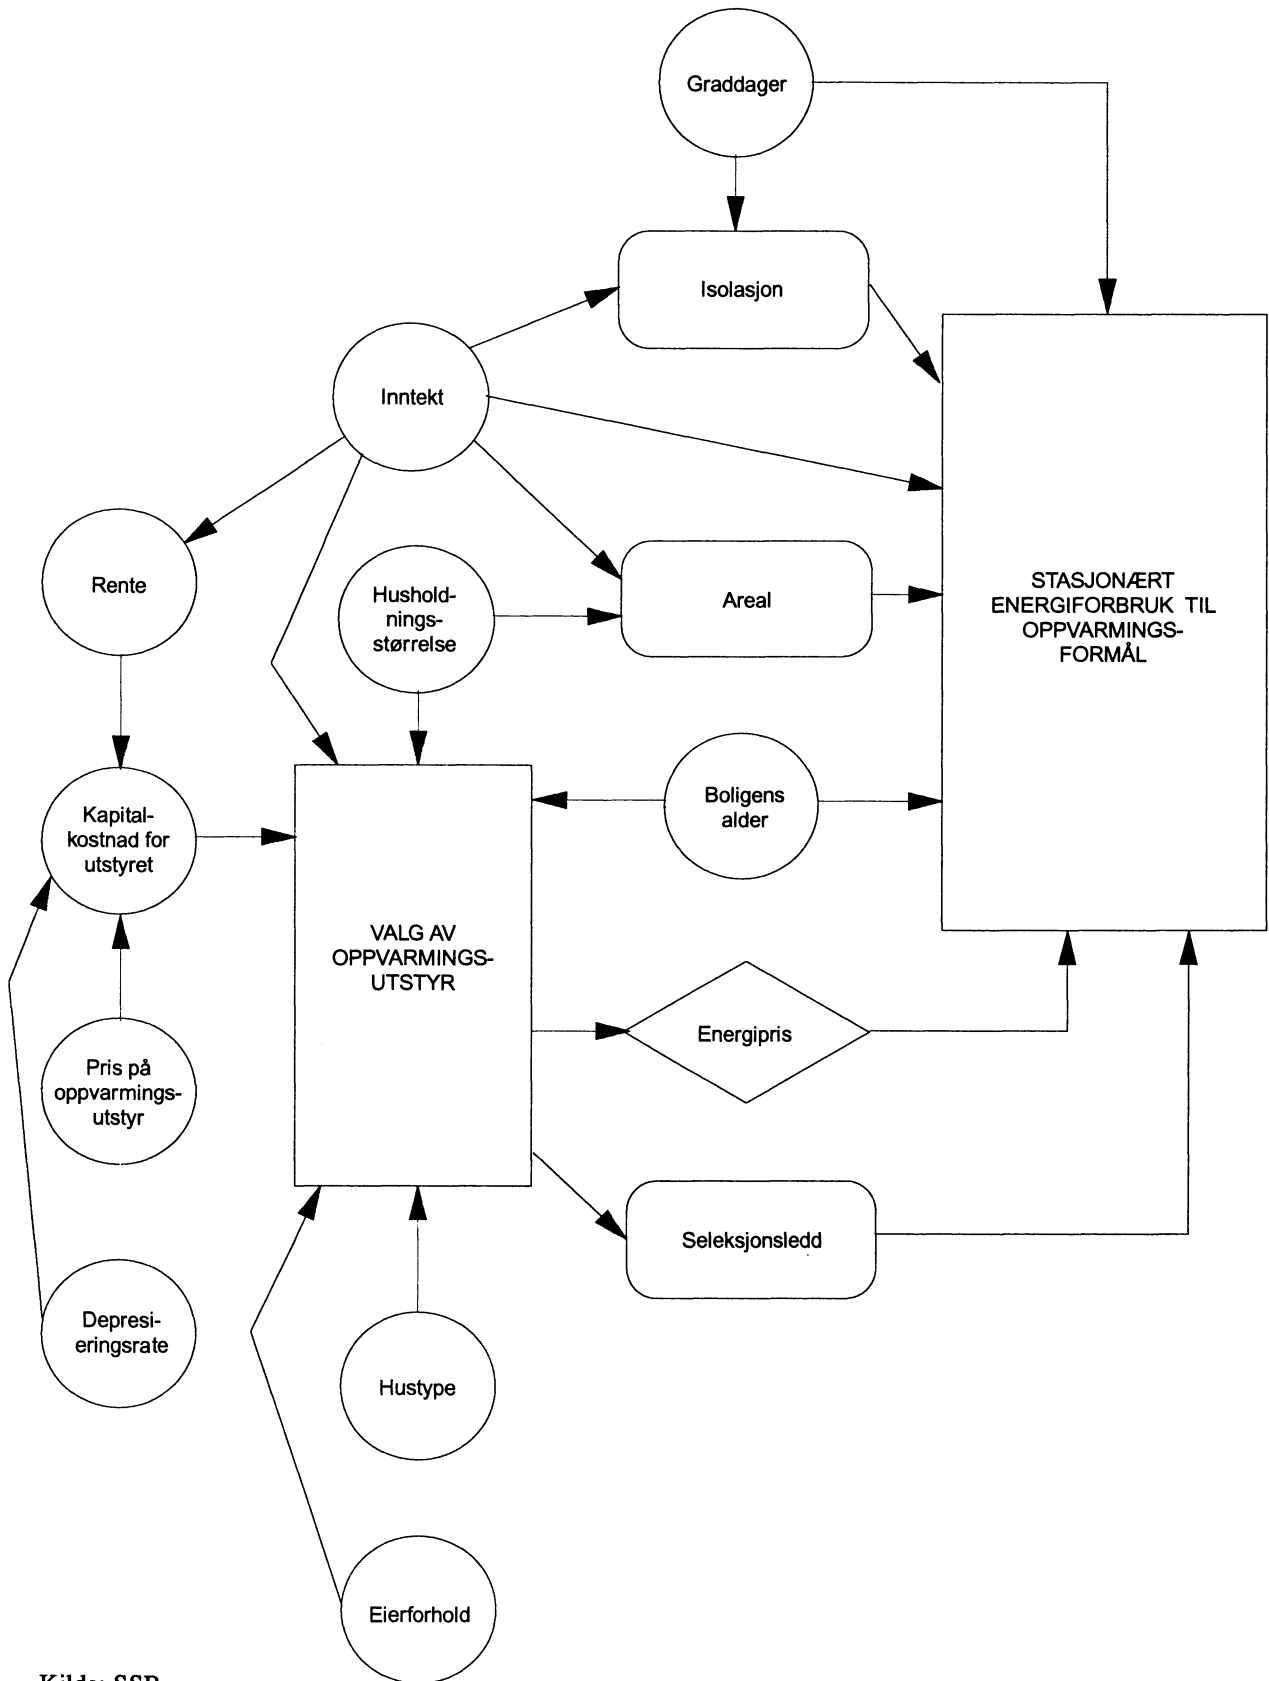 Graddager
Isolasjon
Inntekt
Rente
Areal
Hushold-
nings-
størrelse
STASJONÆRT
ENERGIFORBRUK TIL
OPPVARMINGS-
FORMÅL
Kapital-
kostnad for
utstyret
Boligens
alder
VALG AV
OPPVARMINGS-
UTSTYR
Energipris
Pris på
oppvarmings-
utstyr
Seleksjonsledd
Depresi-
eringsrate
Hustype
Eierforhold
Kilde: SSB